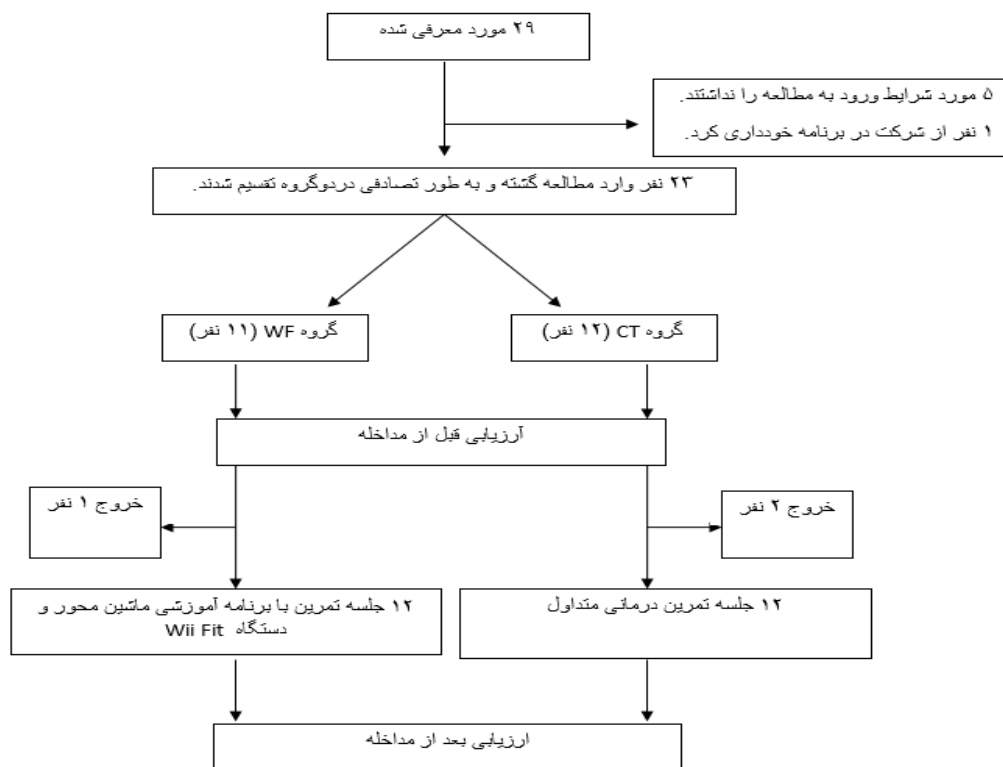 ۲۹ مورد معرفی شده
۵ مورد شرایط ورود به مطالعه را نداشتند.
۱ نفر از شرکت در برنامه خودداری کرد.
۲۳ نفر وارد مطالعه گشته و به طور تصادفی دردوگروه تقسیم شدند.
گروه CT (۱۲ نفر)
گروه WF (۱۱ نفر)
آرزیابی قبل از مداخله
خروج ۲ نفر
خروج ۱ نفر
۱۲ جلسه تمرین درمانی متداول
۱۲ جلسه تمرین با برنامه آموزشی ماشین محور و
دستگاه Wii Fit
ارزیابی بعد از مداخله